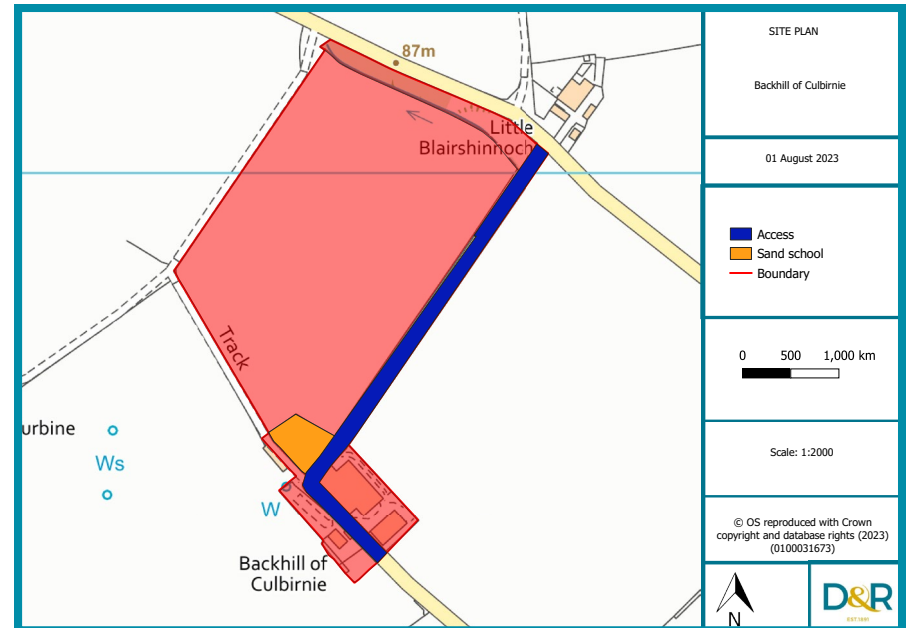 87m
Little
Blairshinnoch
Track
urbine
Ws
W
Backhill of
Culbirnie
SITE PLAN
Backhill of Culbirnie
01 August 2023
Access
Sand school
Boundary
0 500 1,000 km
Scale: 1:2000
© OS reproduced with Crown
copyright and database rights (2023)
(0100031673)
N
D&R
EST 1891